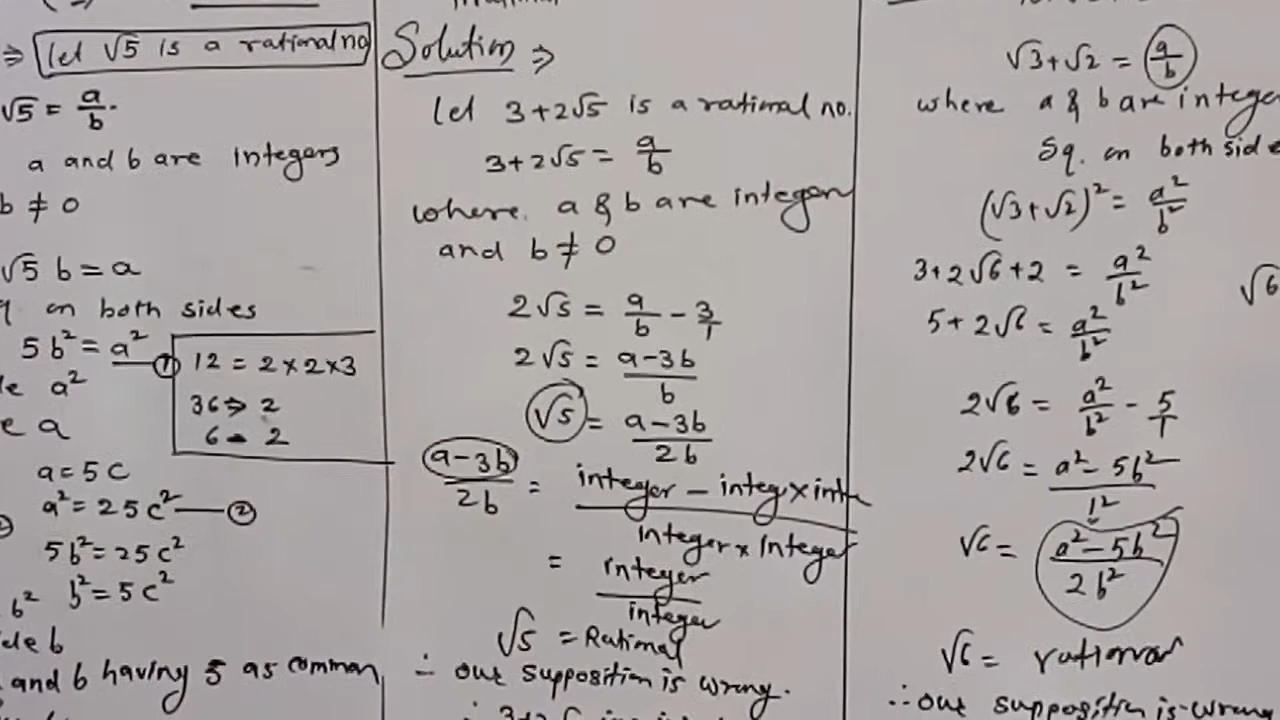 ⇒ let √5 is a rational no
√5 = a/b.
a and b are integers
b ≠ 0
√5 b = a
on both sides
5b² = a² — ①
12 = 2 × 2 × 3
36 ⇒ 2
6 = 2
a²
a
a = 5c
a² = 25c² — ②
5b² = 25c²
b² = 5c²
b²
b
and b having 5 as common
Solution ⇒
let 3+2√5 is a rational no.
3+2√5 = a/b
where. a & b are integers
and b ≠ 0
2√5 = a/b - 3/1
2√5 = a-3b/b
√5 = a-3b/2b
a-3b/2b = integer - integ × inte/integer × integer
= integer/integer
√5 = Rational
∴ our supposition is wrong.
√3+√2 = a/b
where a & b are intege
Sq. on both side
(√3+√2)² = a²/b²
3+2√6+2 = a²/b²
√6
5+2√6 = a²/b²
2√6 = a²/b² - 5/1
2√6 = a²-5b²/b²
√6 = a²-5b²/2b²
√6 = rational
∴ our supposition is wrong